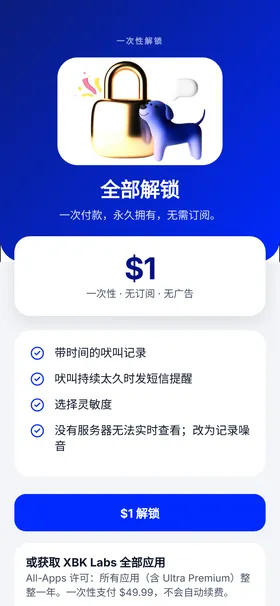 一次性解锁
全部解锁
一次付款，永久拥有，无需订阅。
$1
一次性 · 无订阅 · 无广告
带时间的吠叫记录
吠叫持续太久时发短信提醒
选择灵敏度
没有服务器无法实时查看；改为记录噪
音
$1 解锁
或获取 XBK Labs 全部应用
All-Apps 许可：所有应用（含 Ultra Premium）整
整一年。一次性支付 $49.99，不会自动续费。